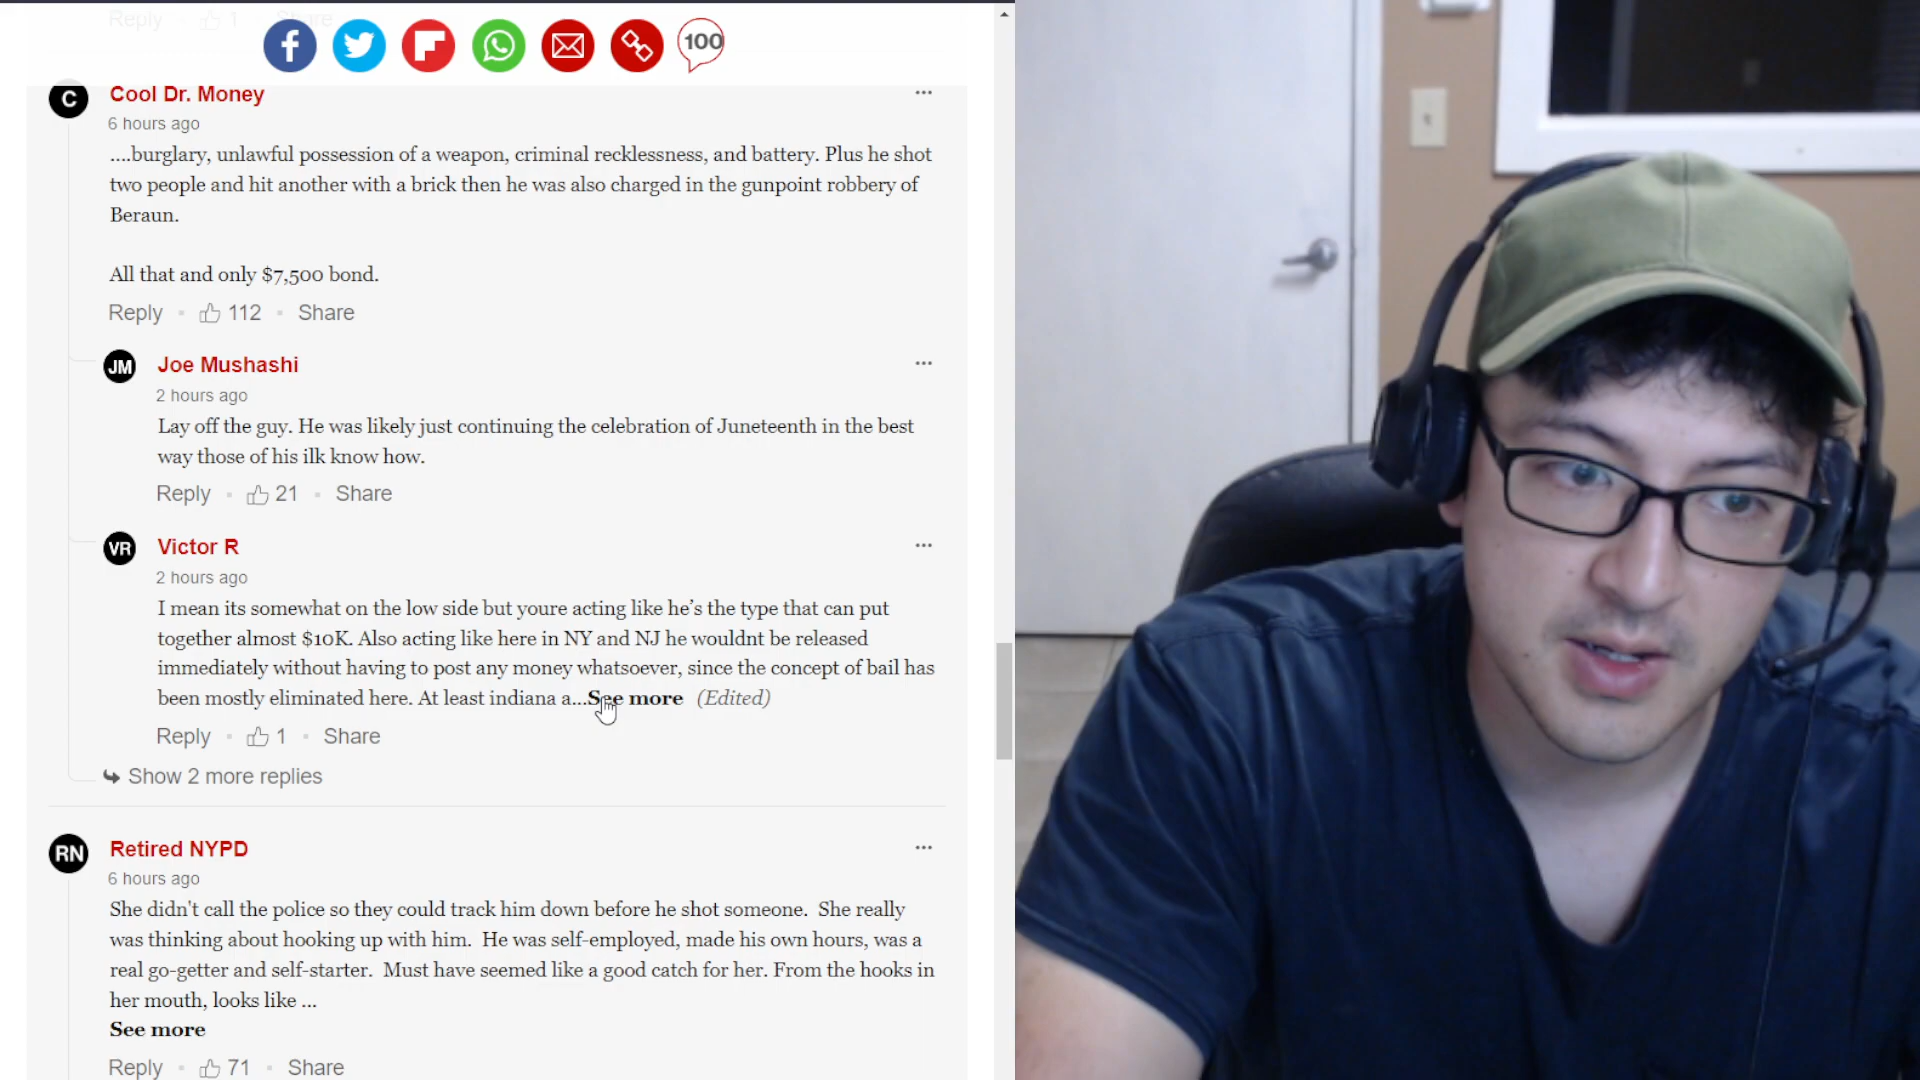 Reply 1 Share
100
C
Cool Dr. Money
6 hours ago
....burglary, unlawful possession of a weapon, criminal recklessness, and battery. Plus he shot
two people and hit another with a brick then he was also charged in the gunpoint robbery of
Beraun.
All that and only $7,500 bond.
Reply 112 Share
JM
Joe Mushashi
2 hours ago
Lay off the guy. He was likely just continuing the celebration of Juneteenth in the best
way those of his ilk know how.
Reply 21 Share
VR
Victor R
2 hours ago
I mean its somewhat on the low side but youre acting like he's the type that can put
together almost $10K. Also acting like here in NY and NJ he wouldnt be released
immediately without having to post any money whatsoever, since the concept of bail has
been mostly eliminated here. At least indiana a...See more (Edited)
Reply 1 Share
Show 2 more replies
RN
Retired NYPD
6 hours ago
She didn't call the police so they could track him down before he shot someone.  She really
was thinking about hooking up with him.  He was self-employed, made his own hours, was a
real go-getter and self-starter.  Must have seemed like a good catch for her. From the hooks in
her mouth, looks like ...
See more
Reply 71 Share